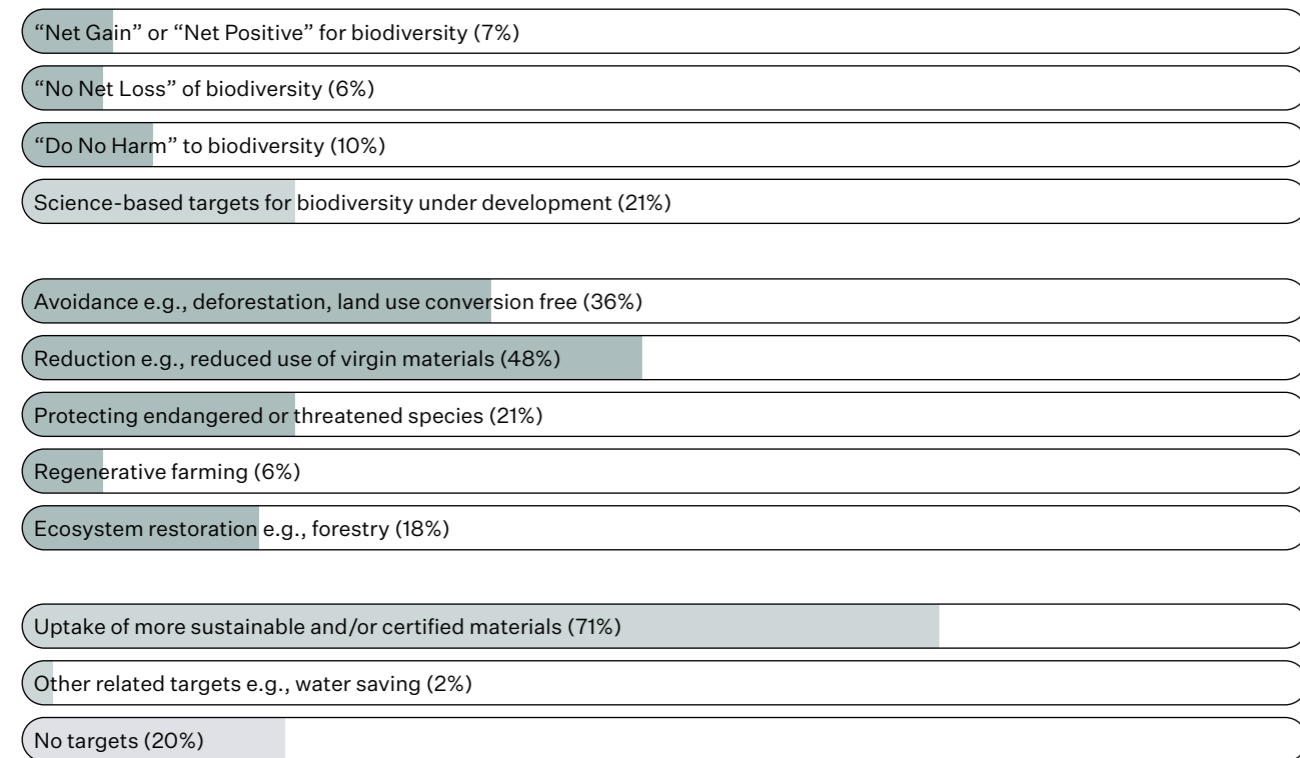 “Net Gain” or “Net Positive” for biodiversity (7%)
“No Net Loss” of biodiversity (6%)
“Do No Harm” to biodiversity (10%)
Science-based targets for biodiversity under development (21%)
Avoidance e.g., deforestation, land use conversion free (36%)
Reduction e.g., reduced use of virgin materials (48%)
Protecting endangered or threatened species (21%)
Regenerative farming (6%)
Ecosystem restoration e.g., forestry (18%)
Uptake of more sustainable and/or certified materials (71%)
Other related targets e.g., water saving (2%)
No targets (20%)